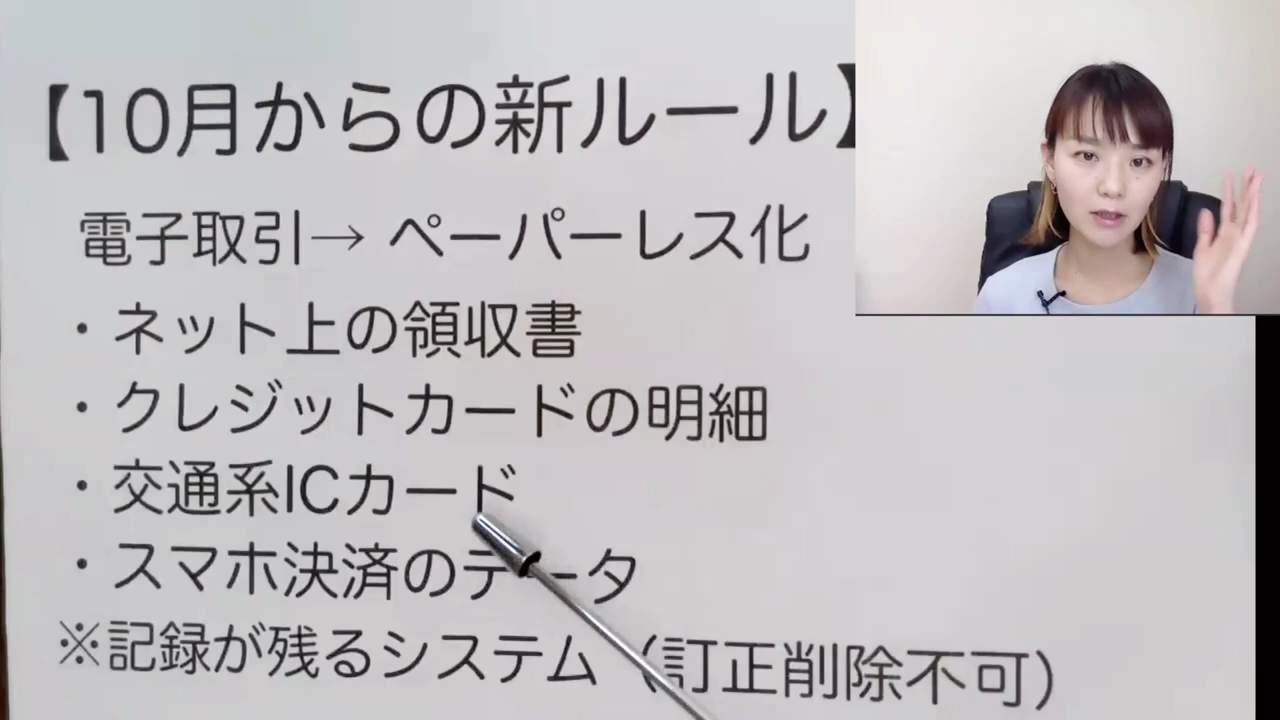 【10月からの新ルール】
電子取引→ペーパーレス化
・ネット上の領収書
・クレジットカードの明細
・交通系ICカード
・スマホ決済のデータ
※記録が残るシステム（訂正削除不可）